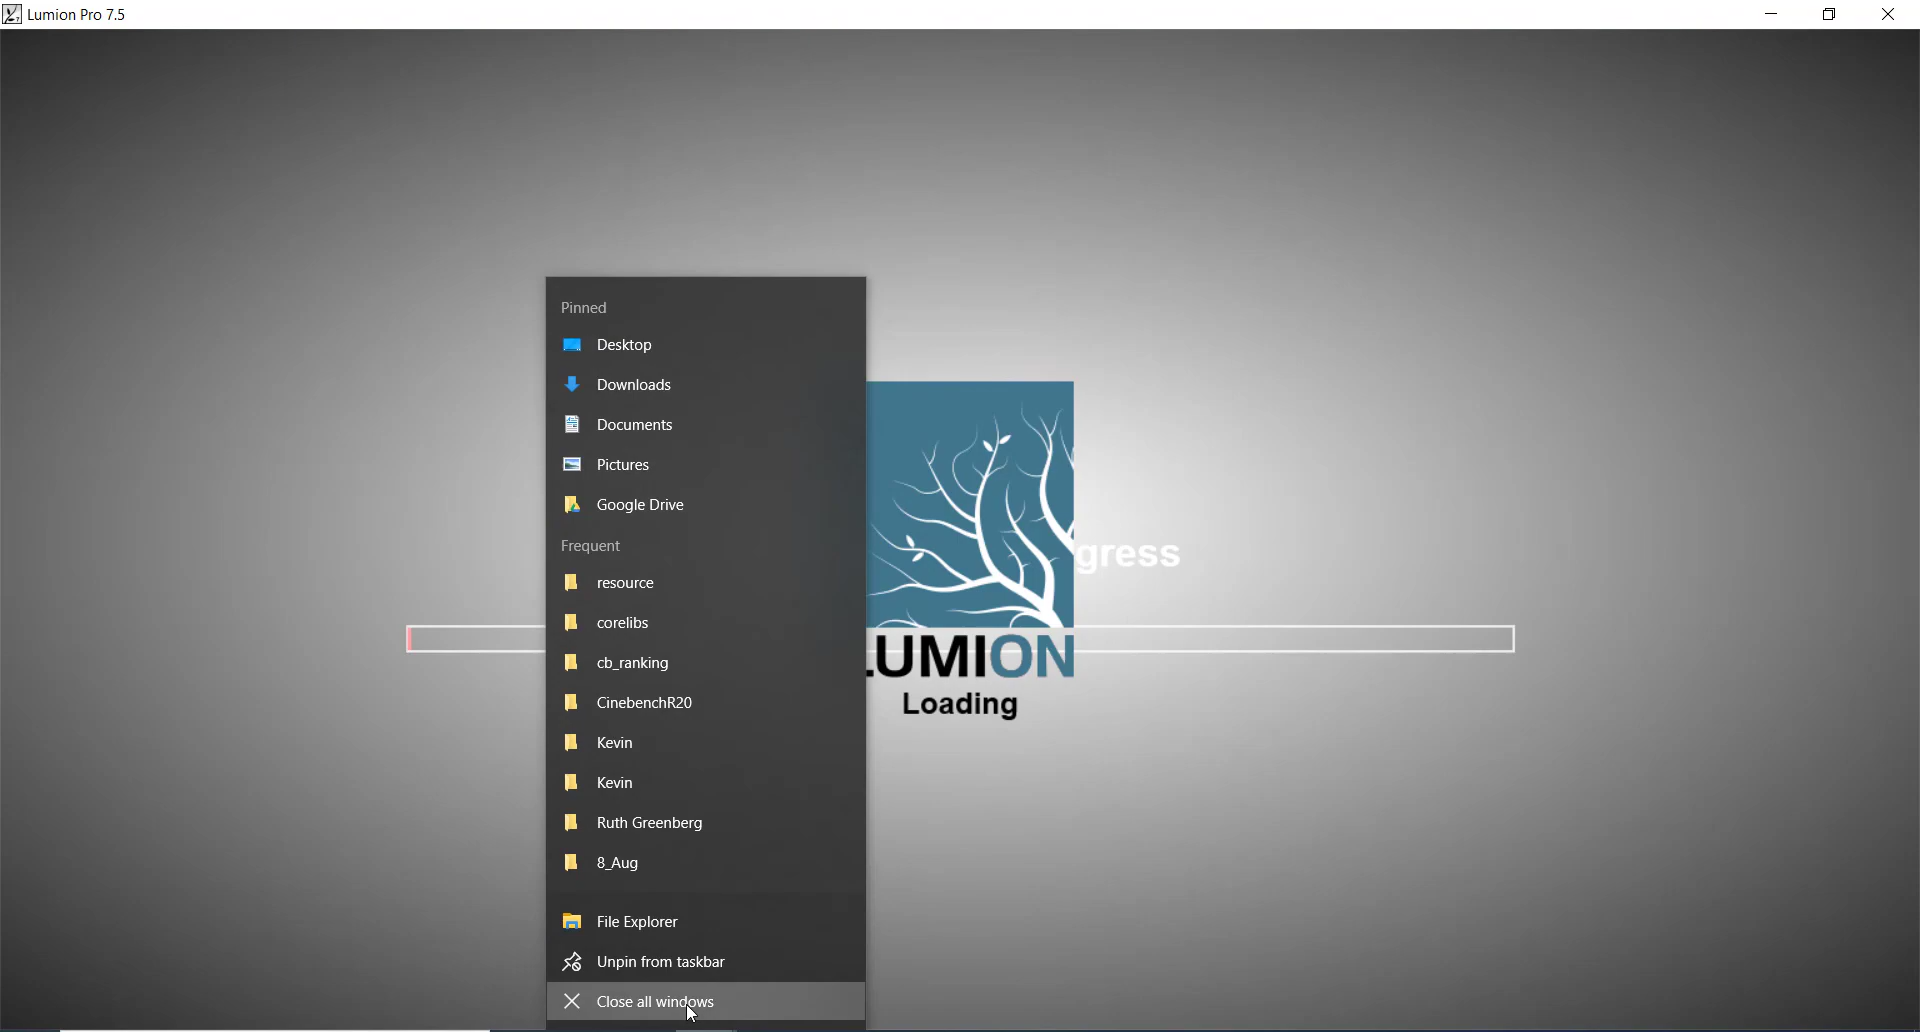 Lumion Pro 7.5
Pinned
Desktop
Downloads
Documents
Pictures
Google Drive
Frequent
gress
resource
corelibs
cb_ranking
LUMION
CinebenchR20
Loading
Kevin
Kevin
Ruth Greenberg
8_Aug
File Explorer
Unpin from taskbar
Close all windows